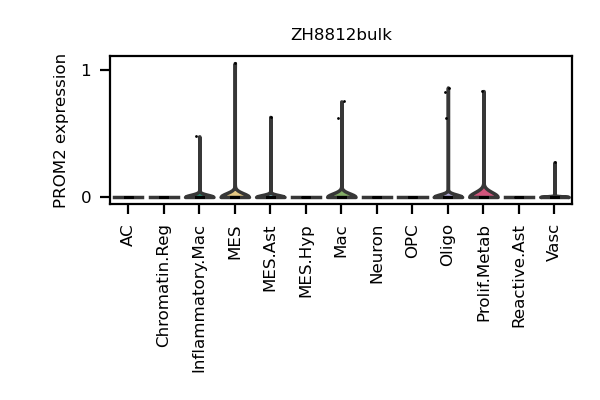 ZH8812bulk
PROM2 expression
1
0
AC
Chromatin.Reg
Inflammatory.Mac
MES
MES.Ast
MES.Hyp
Mac
Neuron
OPC
Oligo
Prolif.Metab
Reactive.Ast
Vasc